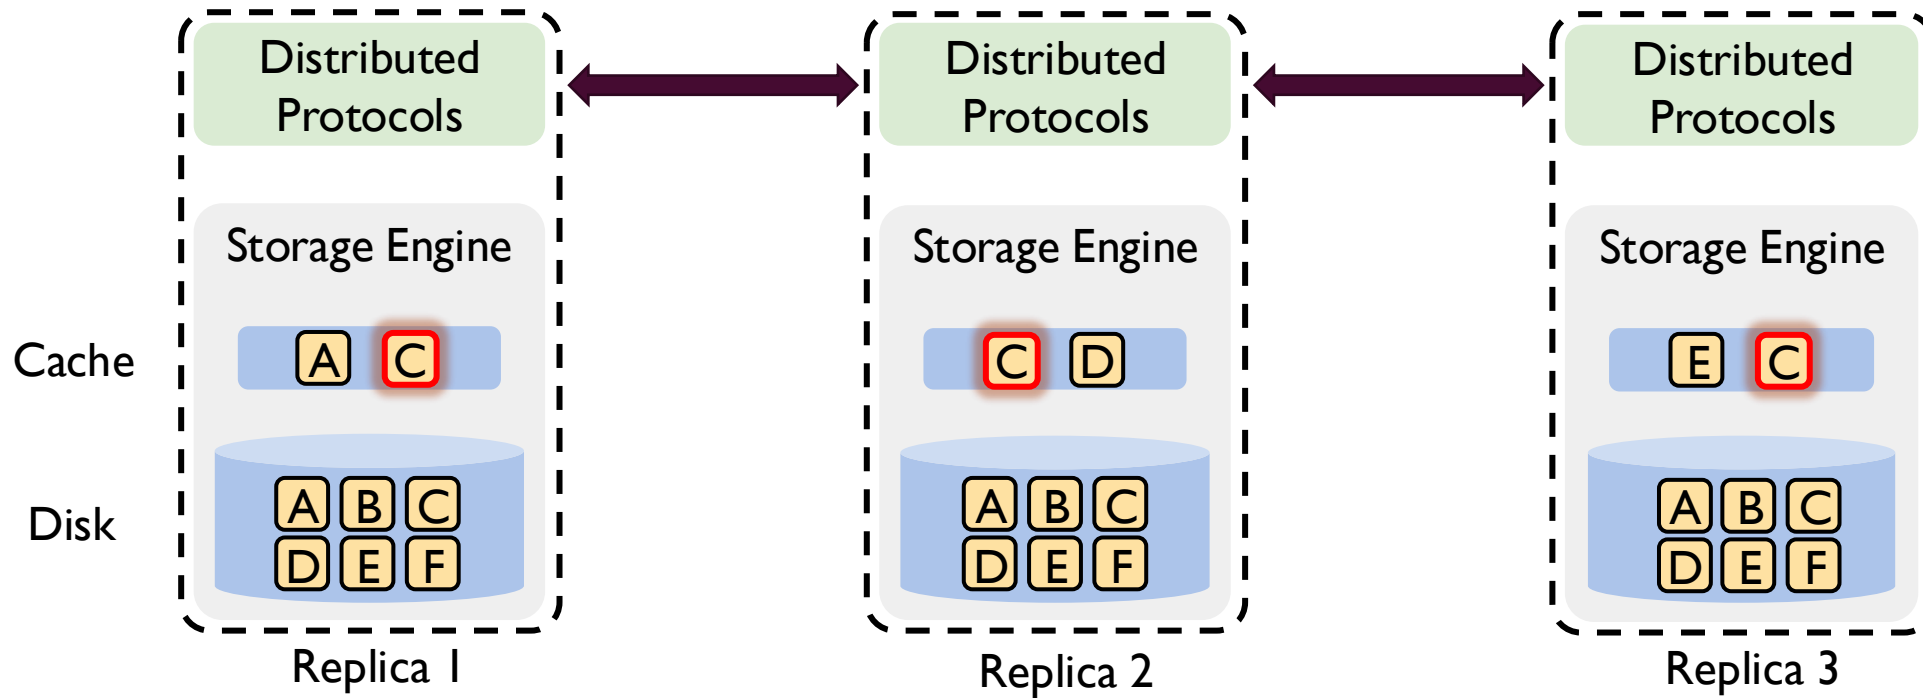 Distributed
Protocols
Distributed
Protocols
Distributed
Protocols
Storage Engine
Storage Engine
Storage Engine
Cache
A C
C D
E C
Disk
A B C
D E F
A B C
D E F
A B C
D E F
Replica 1
Replica 2
Replica 3